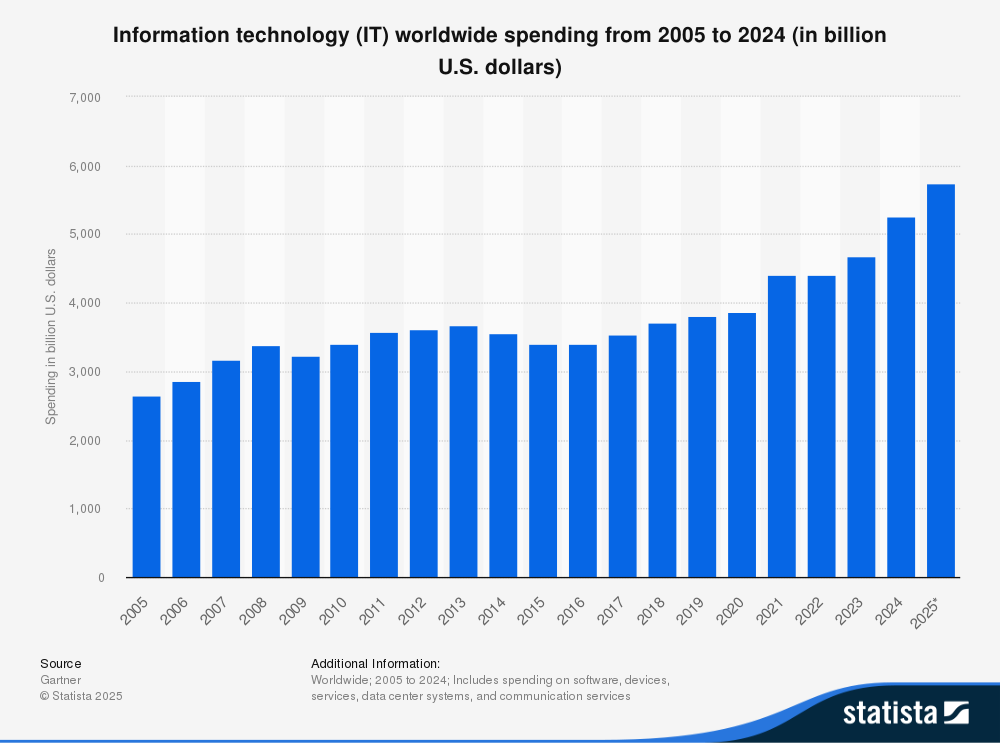 Information technology (IT) worldwide spending from 2005 to 2024 (in billion
U.S. dollars)
Spending in billion U.S. dollars
7,000
6,000
5,000
4,000
3,000
2,000
1,000
0
2005
2006
2007
2008
2009
2010
2011
2012
2013
2014
2015
2016
2017
2018
2019
2020
2021
2022
2023
2024
2025*
Source
Gartner
© Statista 2025
Additional Information:
Worldwide; 2005 to 2024; Includes spending on software, devices,
services, data center systems, and communication services
statista